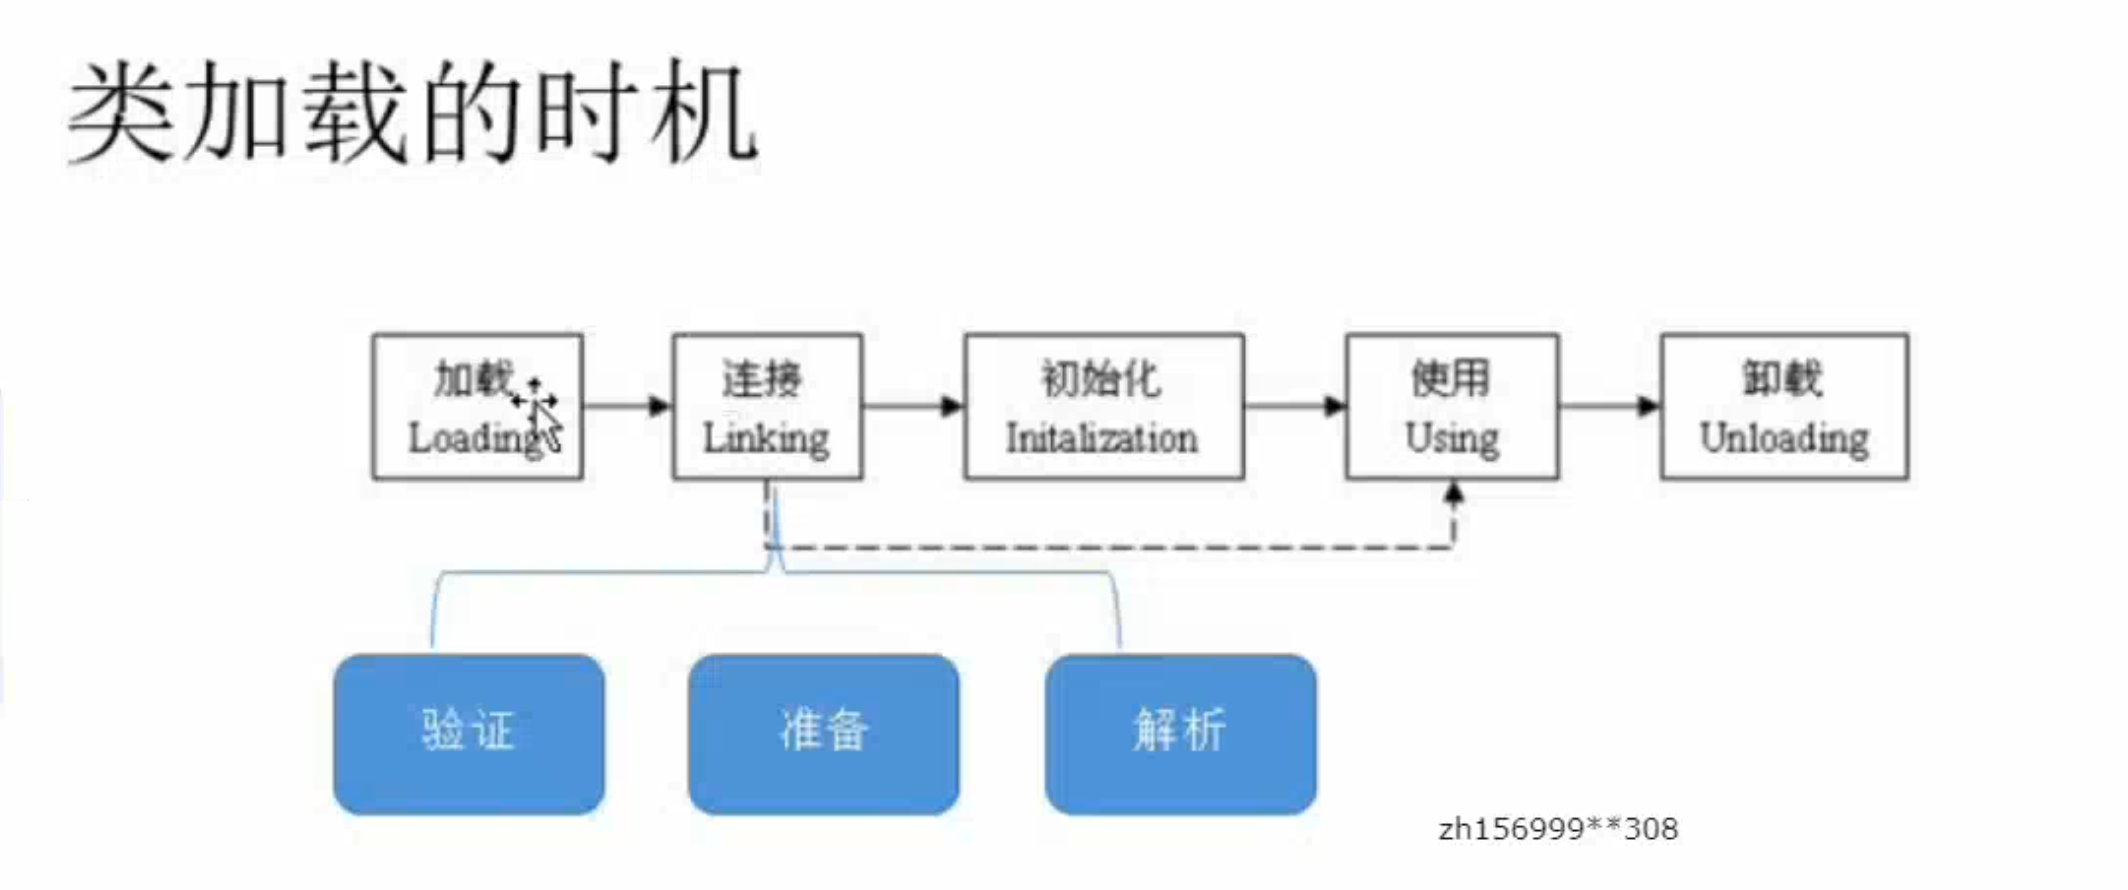 类加载的时机
加载
Loading
连接
Linking
初始化
Initalization
使用
Using
卸载
Unloading
验证
准备
解析
zh156999**308